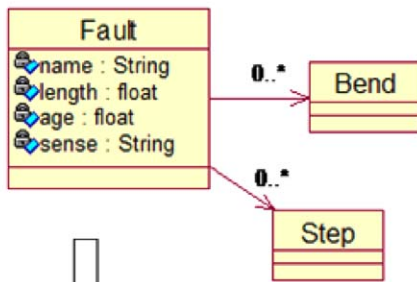 Fault
name : String
length : float
age : float
sense : String
0..*
Bend
0..*
Step